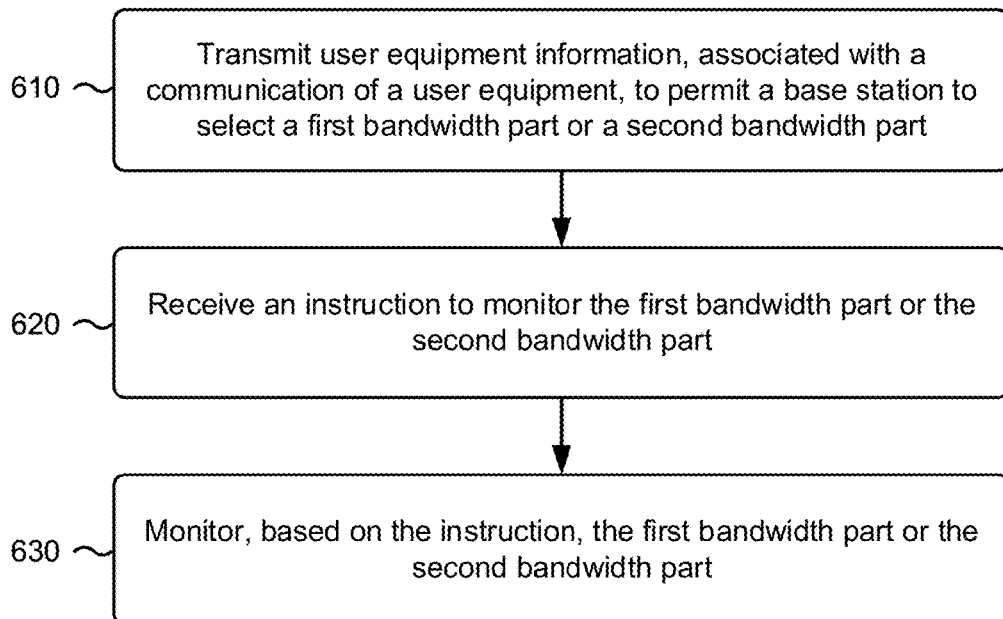 610
Transmit user equipment information, associated with a
communication of a user equipment, to permit a base station to
select a first bandwidth part or a second bandwidth part
620
Receive an instruction to monitor the first bandwidth part or the
second bandwidth part
630
Monitor, based on the instruction, the first bandwidth part or the
second bandwidth part